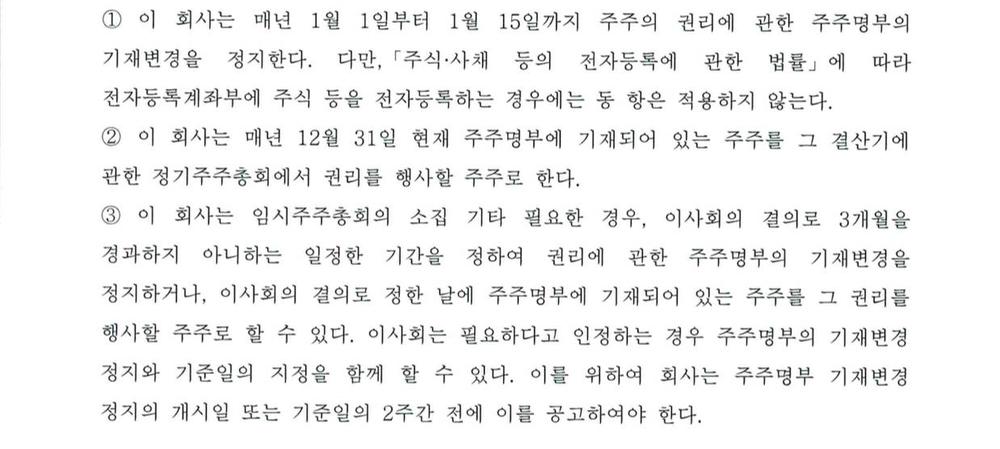 ① 이 회사는 매년 1월 1일부터 1월 15일까지 주주의 권리에 관한 주주명부의
기재변경을 정지한다. 다만,「주식·사채 등의 전자등록에 관한 법률」에 따라
전자등록계좌부에 주식 등을 전자등록하는 경우에는 동 항은 적용하지 않는다.
② 이 회사는 매년 12월 31일 현재 주주명부에 기재되어 있는 주주를 그 결산기에
관한 정기주주총회에서 권리를 행사할 주주로 한다.
③ 이 회사는 임시주주총회의 소집 기타 필요한 경우, 이사회의 결의로 3개월을
경과하지 아니하는 일정한 기간을 정하여 권리에 관한 주주명부의 기재변경을
정지하거나, 이사회의 결의로 정한 날에 주주명부에 기재되어 있는 주주를 그 권리를
행사할 주주로 할 수 있다. 이사회는 필요하다고 인정하는 경우 주주명부의 기재변경
정지와 기준일의 지정을 함께 할 수 있다. 이를 위하여 회사는 주주명부 기재변경
정지의 개시일 또는 기준일의 2주간 전에 이를 공고하여야 한다.